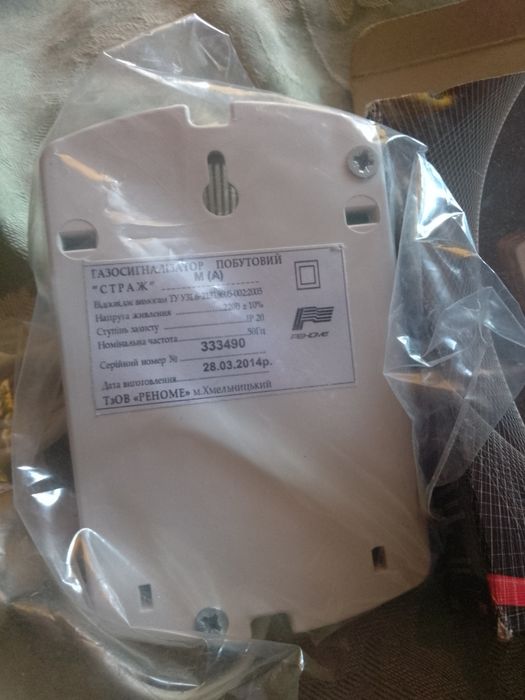 ГАЗОСИГНАЛІЗАТОР ПОБУТОВИЙ
"СТРАЖ" М (А)
Відповідає вимогам ТУ У
Напруга живлення 220В ± 10%
Ступінь захисту IP 20
Номінальна частота 50Гц
Серійний номер № 333490
Дата виготовлення 28.03.2014р.
ТзОВ «РЕНОМЕ» м.Хмельницький
РЕНОМЕ